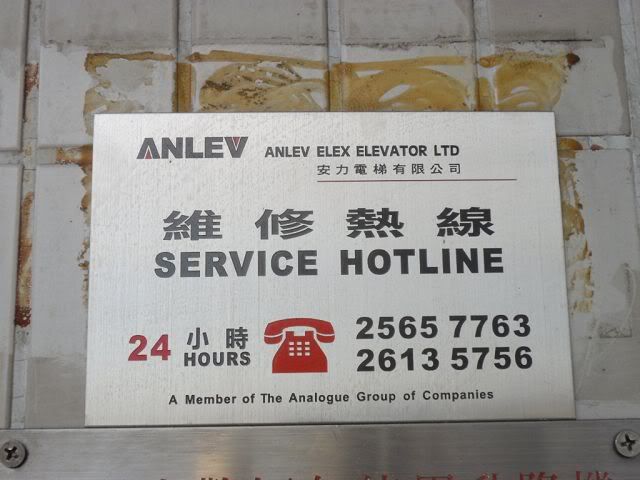 ANLEV ANLEV ELEX ELEVATOR LTD
安力電梯有限公司
維修熱線
SERVICE HOTLINE
24 小時 HOURS
2565 7763
2613 5756
A Member of The Analogue Group of Companies